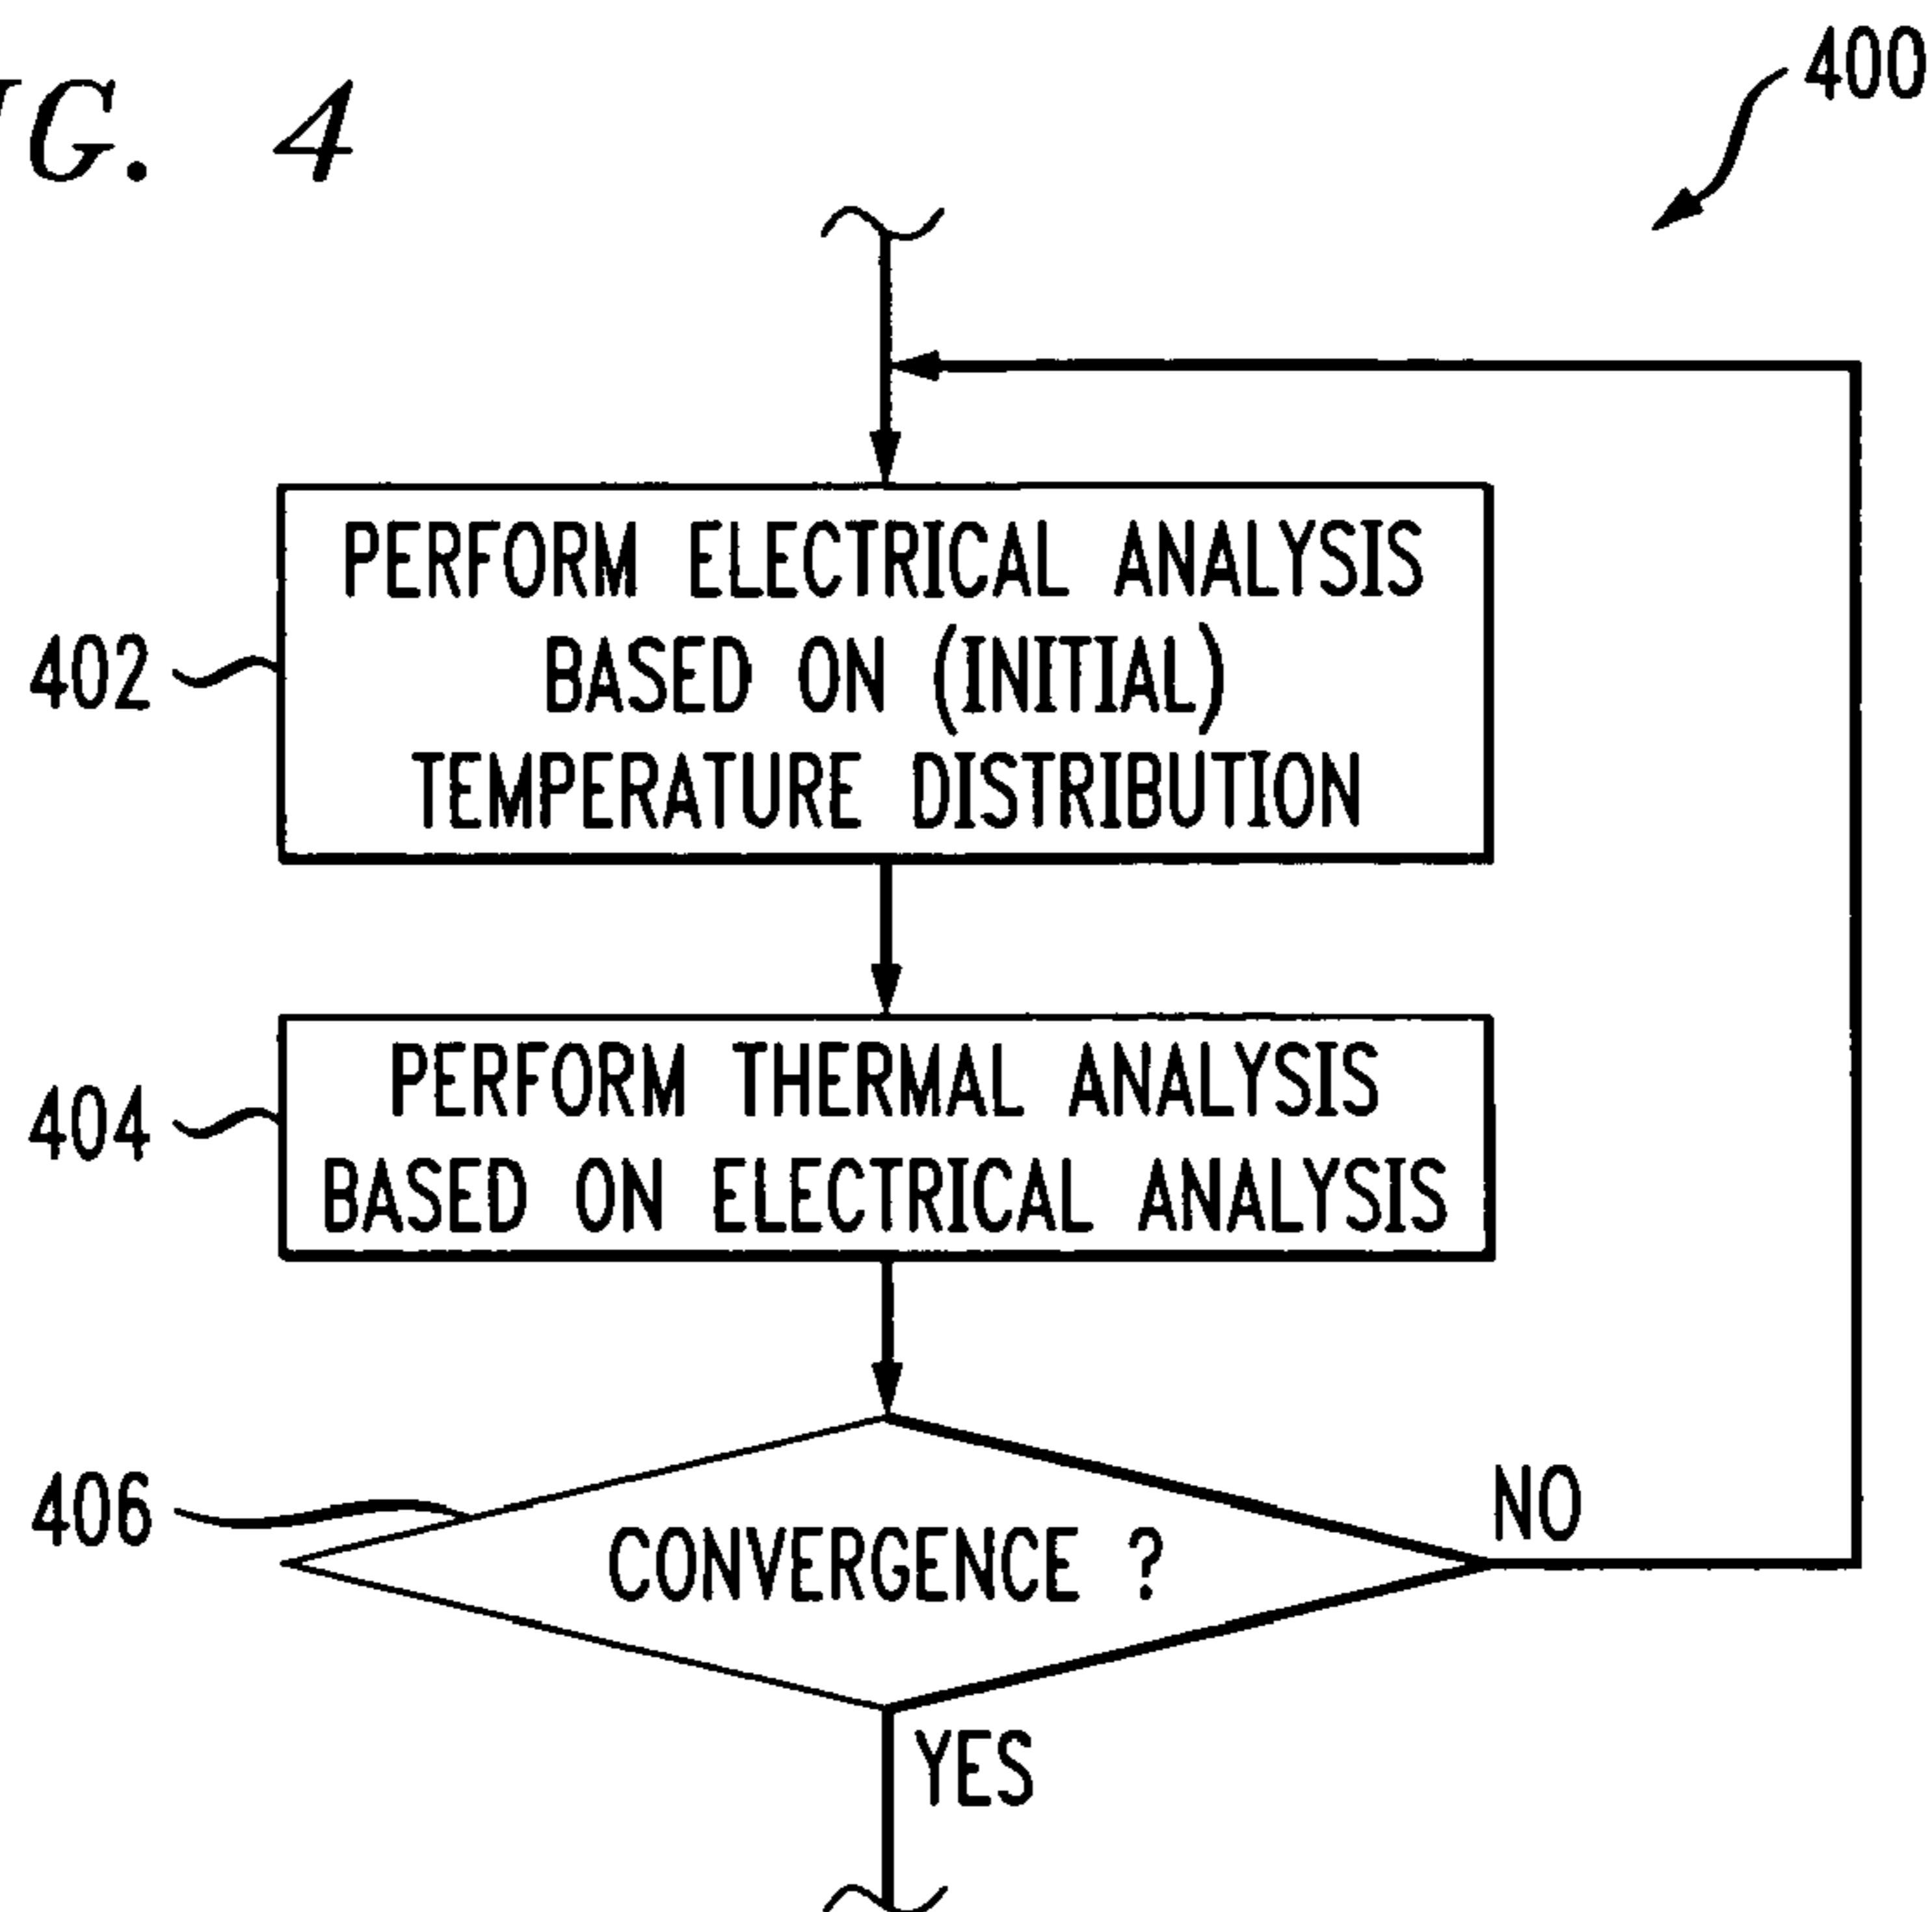 G. 4
400
PERFORM ELECTRICAL ANALYSIS
BASED ON (INITIAL)
TEMPERATURE DISTRIBUTION
402
PERFORM THERMAL ANALYSIS
BASED ON ELECTRICAL ANALYSIS
404
406
CONVERGENCE ?
NO
YES